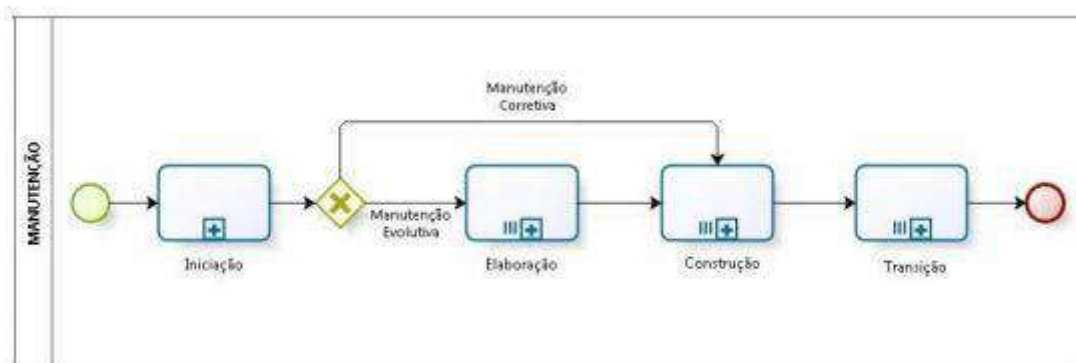 MANUTENÇÃO
Manutenção
Corretiva
Manutenção
Evolutiva
Iniciação
Elaboração
Construção
Transição